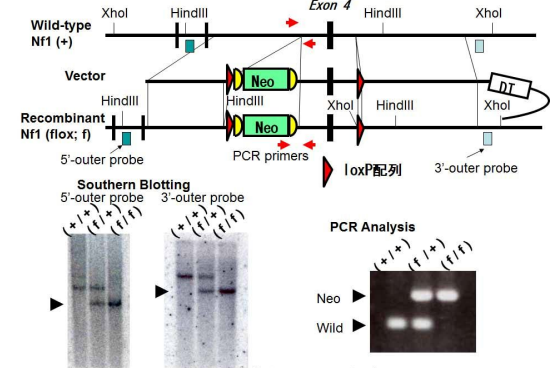 Exon 4
XhoI HindIII HindIII XhoI
Wild-type
Nf1 (+)
Vector
Neo
DT
HindIII HindIII XhoI HindIII XhoI
Recombinant
Nf1 (flox; f)
Neo
5'-outer probe
PCR primers
loxP配列
3'-outer probe
Southern Blotting
5'-outer probe 3'-outer probe
(+/+) (f/+) (f/f) (+/+) (f/+) (f/f)
PCR Analysis
(+/+) (f/+) (f/f)
Neo
Wild